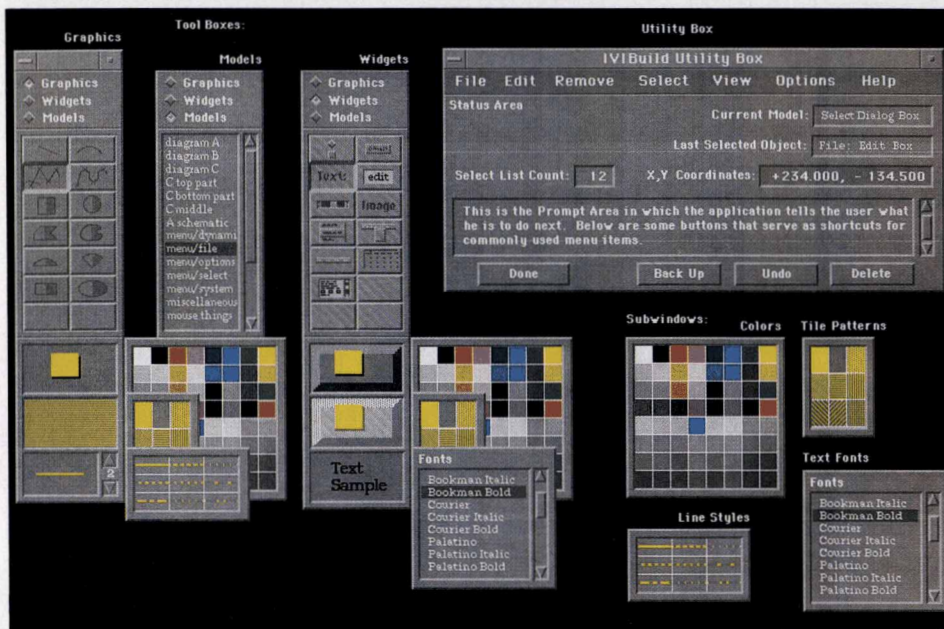 Tool Boxes:
Graphics
Graphics
Widgets
Models
Models
Graphics
Widgets
Models
diagram A
diagram B
diagram C
C top part
C bottom part
C middle
A schematic
menu/dynami
menu/file
menu/options
menu/select
menu/system
miscellaneous
mouse things
2
Widgets
Graphics
Widgets
Models
Text:
edit
Image
Text
Sample
Fonts
Bookman Italic
Bookman Bold
Courier
Courier Italic
Courier Bold
Palatino
Palatino Italic
Palatino Bold
Utility Box
IVIBuild Utility Box
File Edit Remove Select View Options Help
Status Area
Current Model: Select Dialog Box
Last Selected Object: File: Edit Box
Select List Count: 12 X,Y Coordinates: +234.000, - 134.500
This is the Prompt Area in which the application tells the user what
he is to do next. Below are some buttons that serve as shortcuts for
commonly used menu items.
Done Back Up Undo Delete
Subwindows:
Colors
Tile Patterns
Line Styles
Text Fonts
Fonts
Bookman Italic
Bookman Bold
Courier
Courier Italic
Courier Bold
Palatino
Palatino Italic
Palatino Bold